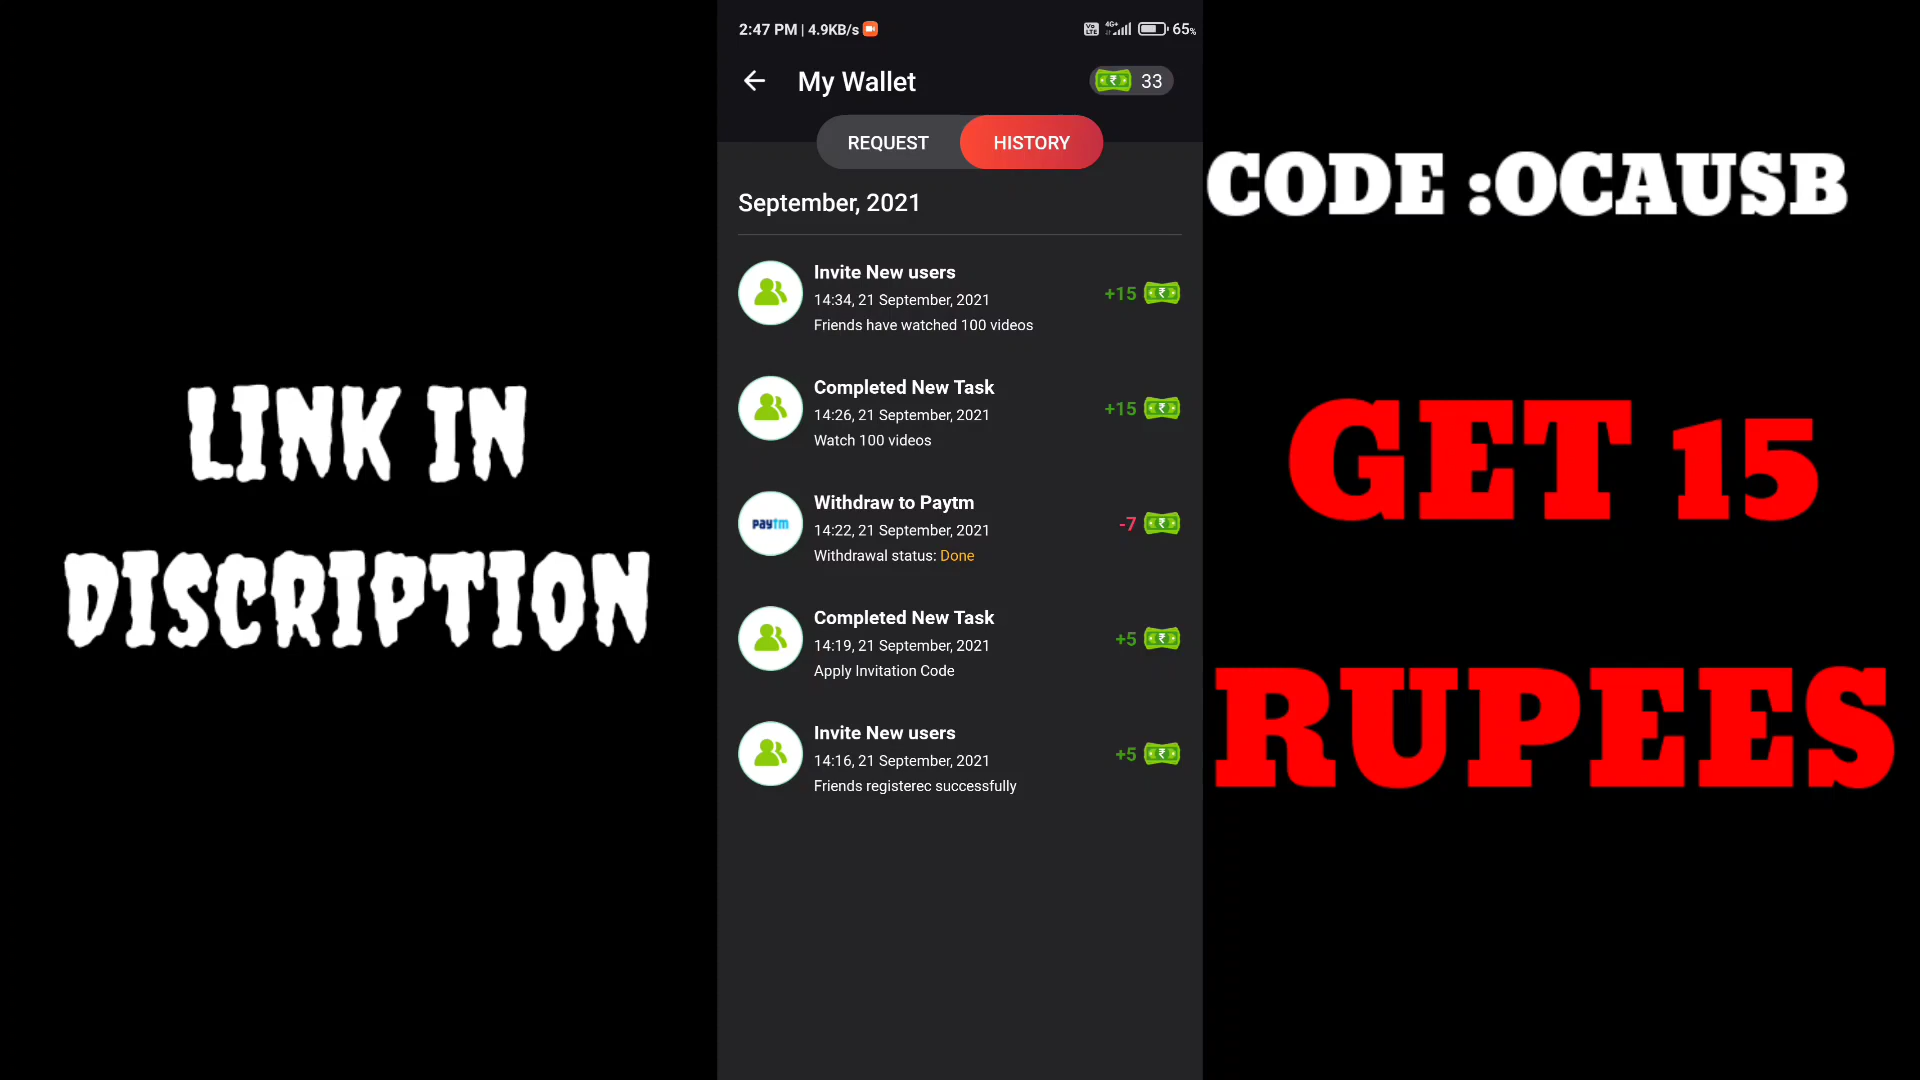 2:47 PM | 4.9KB/s
Vo LTE 4G+ 65%
My Wallet
₹ 33
REQUEST
HISTORY
September, 2021
Invite New users
14:34, 21 September, 2021
Friends have watched 100 videos
+15 ₹
Completed New Task
14:26, 21 September, 2021
Watch 100 videos
+15 ₹
paytm
Withdraw to Paytm
14:22, 21 September, 2021
Withdrawal status: Done
-7 ₹
Completed New Task
14:19, 21 September, 2021
Apply Invitation Code
+5 ₹
Invite New users
14:16, 21 September, 2021
Friends registerec successfully
+5 ₹
LINK IN
DISCRIPTION
CODE :OCAUSB
GET 15
RUPEES